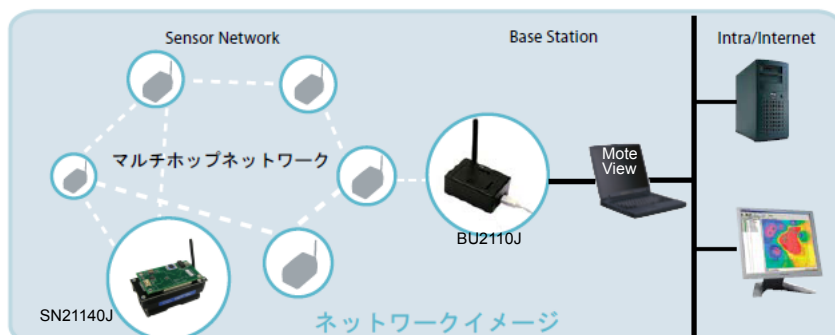 Sensor Network
Base Station
Intra/Internet
マルチホップネットワーク
Mote
View
BU2110J
SN21140J
ネットワークイメージ